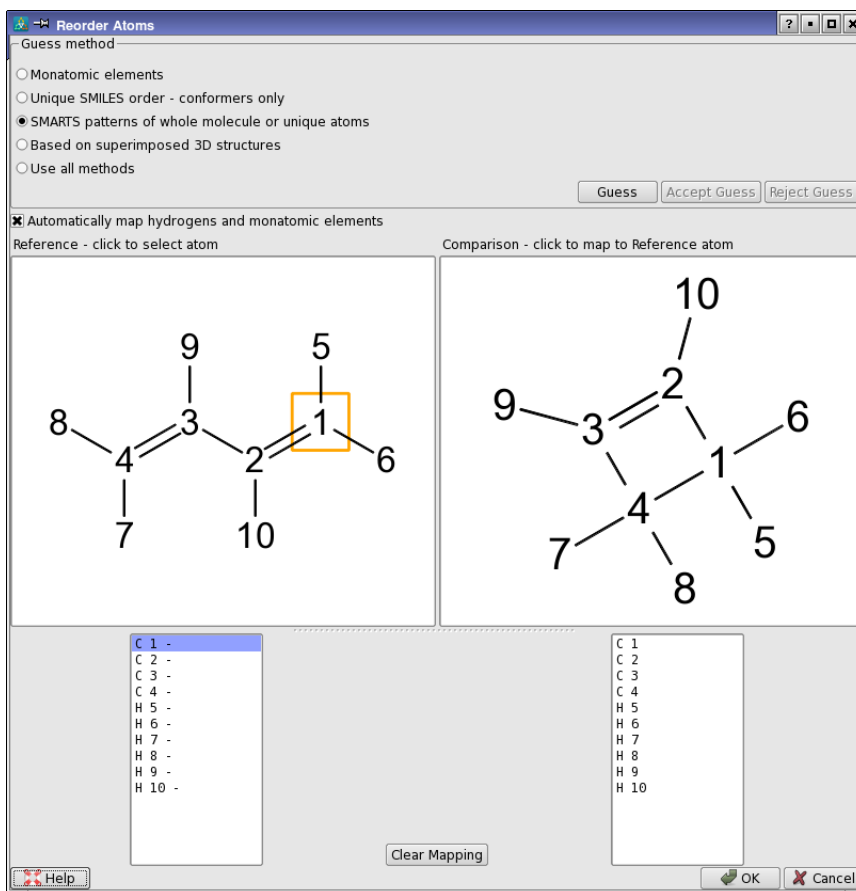 Reorder Atoms
Guess method
Monatomic elements
Unique SMILES order - conformers only
SMARTS patterns of whole molecule or unique atoms
Based on superimposed 3D structures
Use all methods
Guess Accept Guess Reject Guess
Automatically map hydrogens and monatomic elements
Reference - click to select atom
Comparison - click to map to Reference atom
9 5
8 3 1
4 2 6
7 10
10
2
9 3 6
1
4
7 5
8
C 1 -
C 2 -
C 3 -
C 4 -
H 5 -
H 6 -
H 7 -
H 8 -
H 9 -
H 10 -
C 1
C 2
C 3
C 4
H 5
H 6
H 7
H 8
H 9
H 10
Clear Mapping
Help OK Cancel